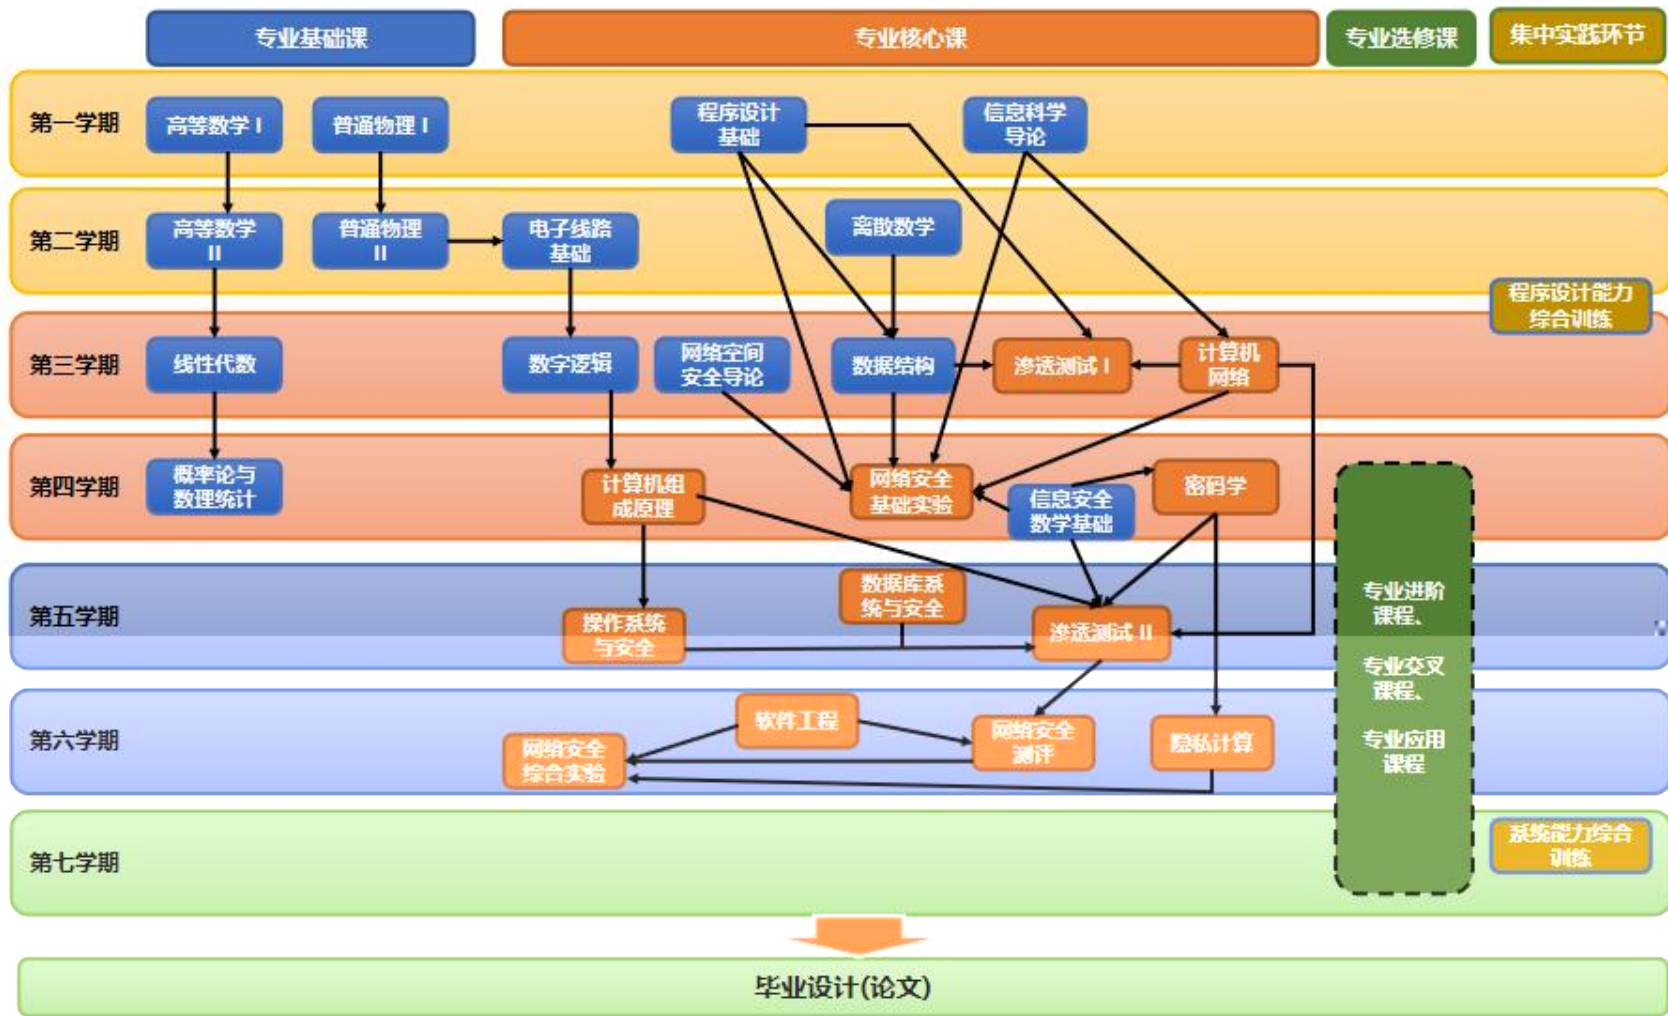 专业基础课
专业核心课
专业选修课
集中实践环节
第一学期
高等数学 I
普通物理 I
程序设计
基础
信息科学
导论
第二学期
高等数学
II
普通物理
II
电子线路
基础
离散数学
程序设计能力
综合训练
第三学期
线性代数
数字逻辑
网络空间
安全导论
数据结构
渗透测试 I
计算机
网络
第四学期
概率论与
数理统计
计算机组
成原理
网络安全
基础实验
信息安全
数学基础
密码学
第五学期
操作系统
与安全
数据库系
统与安全
渗透测试 II
专业进阶
课程、
专业交叉
课程、
专业应用
课程
第六学期
网络安全
综合实验
软件工程
网络安全
测评
隐私计算
第七学期
系统能力综合
训练
毕业设计(论文)